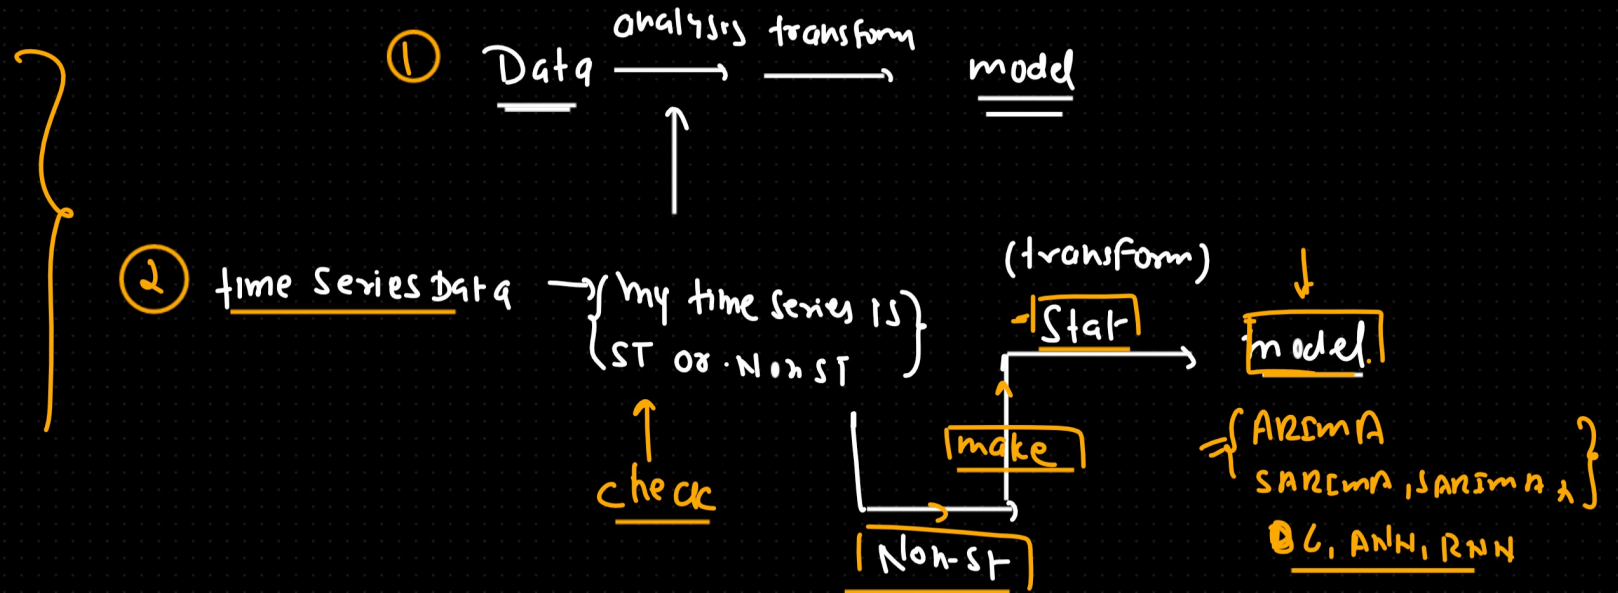 ① Data analysis transform model
② time Series Data → { my time series is
ST or Non ST }
(transform)
Stat
model
check
make
Non-St
ARIMA
SARIMA, SARIMAX
ANN, RNN